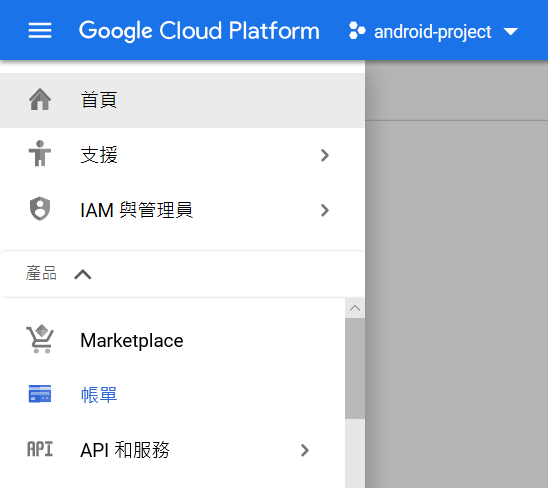 Google Cloud Platform android-project
首頁
支援
IAM 與管理員
產品
Marketplace
帳單
API API 和服務